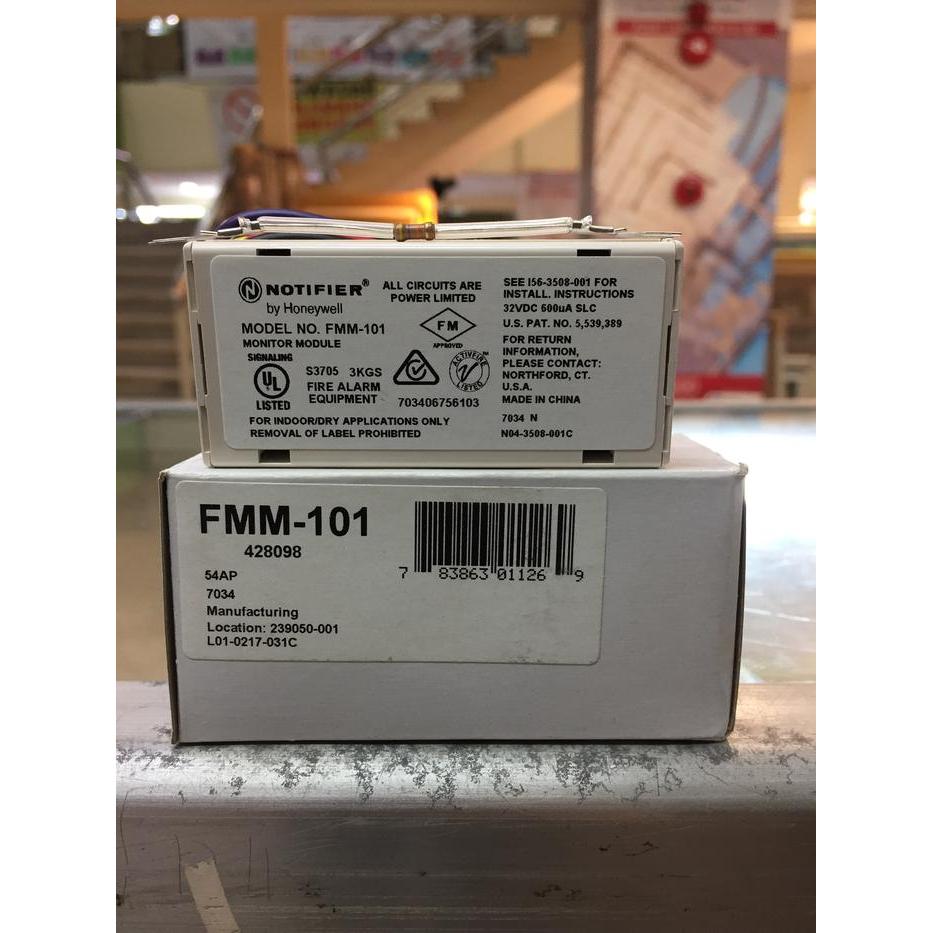 NOTIFIER®
by Honeywell
MODEL NO. FMM-101
MONITOR MODULE
SIGNALING
UL
LISTED
S3705 3KGS
FIRE ALARM
EQUIPMENT
FOR INDOOR/DRY APPLICATIONS ONLY
REMOVAL OF LABEL PROHIBITED
ALL CIRCUITS ARE
POWER LIMITED
FM
APPROVED
ACTIVFIRE
LISTED
703406756103
SEE I56-3508-001 FOR
INSTALL. INSTRUCTIONS
32VDC 600uA SLC
U.S. PAT. NO. 5,539,389
FOR RETURN
INFORMATION,
PLEASE CONTACT:
NORTHFORD, CT.
U.S.A.
MADE IN CHINA
7034 N
N04-3508-001C
FMM-101
428098
54AP
7034
Manufacturing
Location: 239050-001
L01-0217-031C
7 83863 01126 9